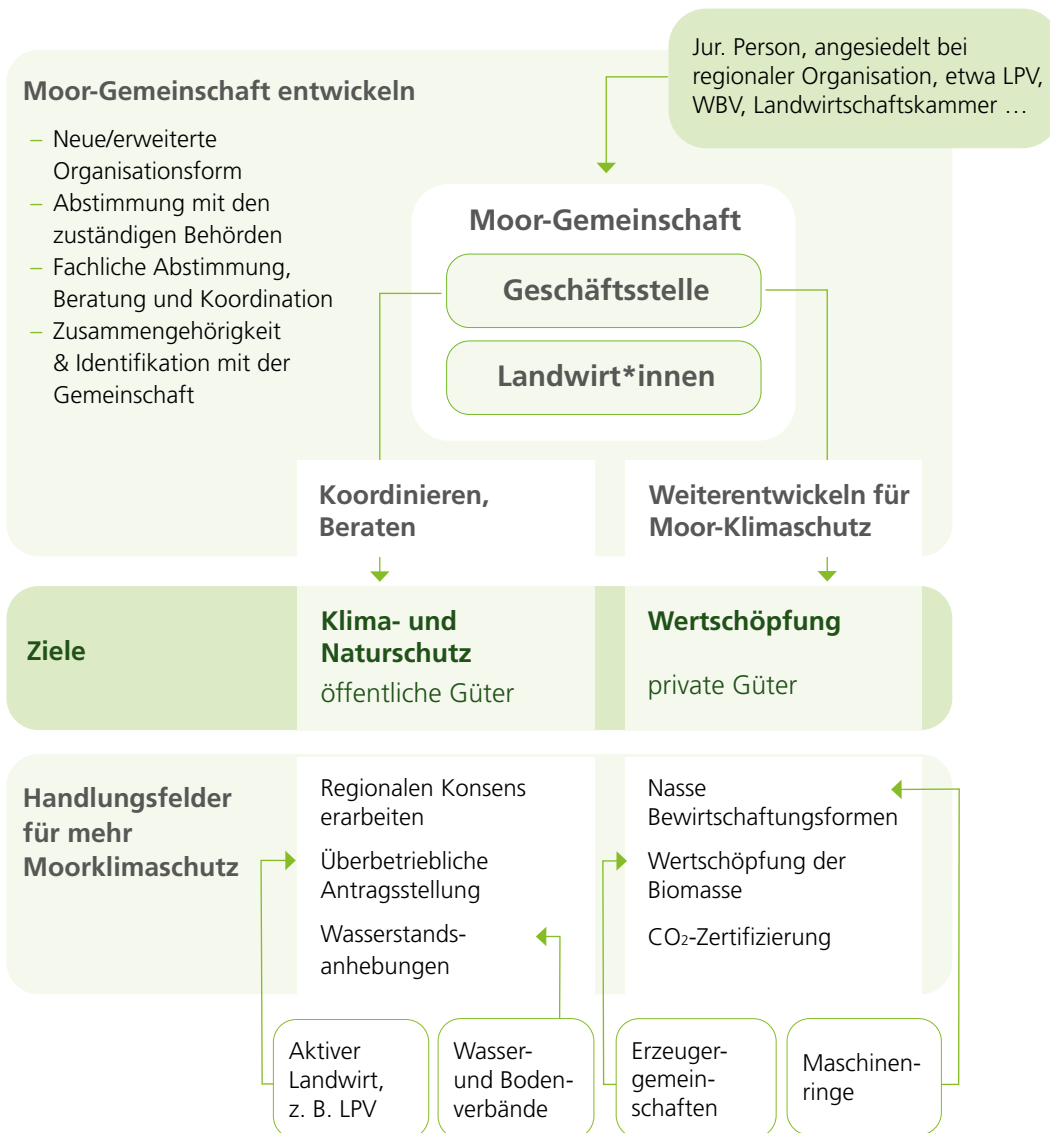 Jur. Person, angesiedelt bei
regionaler Organisation, etwa LPV,
WBV, Landwirtschaftskammer …
Moor-Gemeinschaft entwickeln
– Neue/erweiterte
Organisationsform
– Abstimmung mit den
zuständigen Behörden
– Fachliche Abstimmung,
Beratung und Koordination
– Zusammengehörigkeit
& Identifikation mit der
Gemeinschaft
Moor-Gemeinschaft
Geschäftsstelle
Landwirt*innen
Koordinieren,
Beraten
Weiterentwickeln für
Moor-Klimaschutz
Ziele
Klima- und
Naturschutz
öffentliche Güter
Wertschöpfung
private Güter
Handlungsfelder
für mehr
Moorklimaschutz
Regionalen Konsens
erarbeiten
Überbetriebliche
Antragsstellung
Wasserstands-
anhebungen
Nasse
Bewirtschaftungsformen
Wertschöpfung der
Biomasse
CO2-Zertifizierung
Aktiver
Landwirt,
z. B. LPV
Wasser-
und Boden-
verbände
Erzeuger-
gemein-
schaften
Maschinen-
ringe